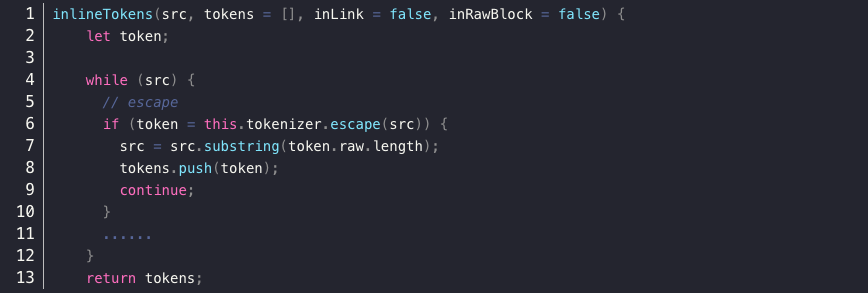 1 inlineTokens(src, tokens = [], inLink = false, inRawBlock = false) {
2     let token;
3
4     while (src) {
5       // escape
6       if (token = this.tokenizer.escape(src)) {
7         src = src.substring(token.raw.length);
8         tokens.push(token);
9         continue;
10       }
11       ......
12     }
13     return tokens;